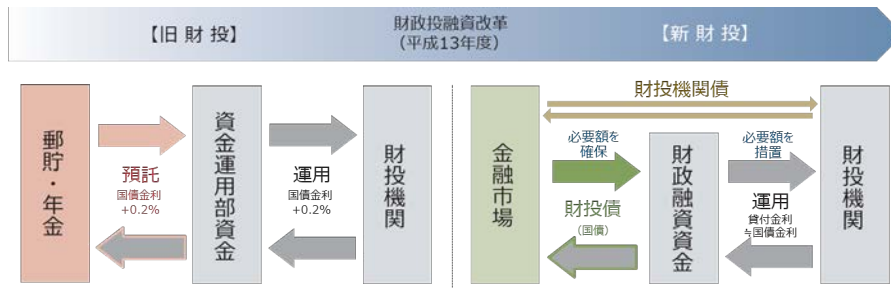 【旧 財 投】
財政投融資改革
(平成13年度)
【新 財 投】
郵貯・年金
預託
国債金利
+0.2%
資金運用部資金
運用
国債金利
+0.2%
財投機関
金融市場
財投機関債
必要額を
確保
財投債
(国債)
財政融資資金
必要額を
措置
運用
貸付金利
≒国債金利
財投機関